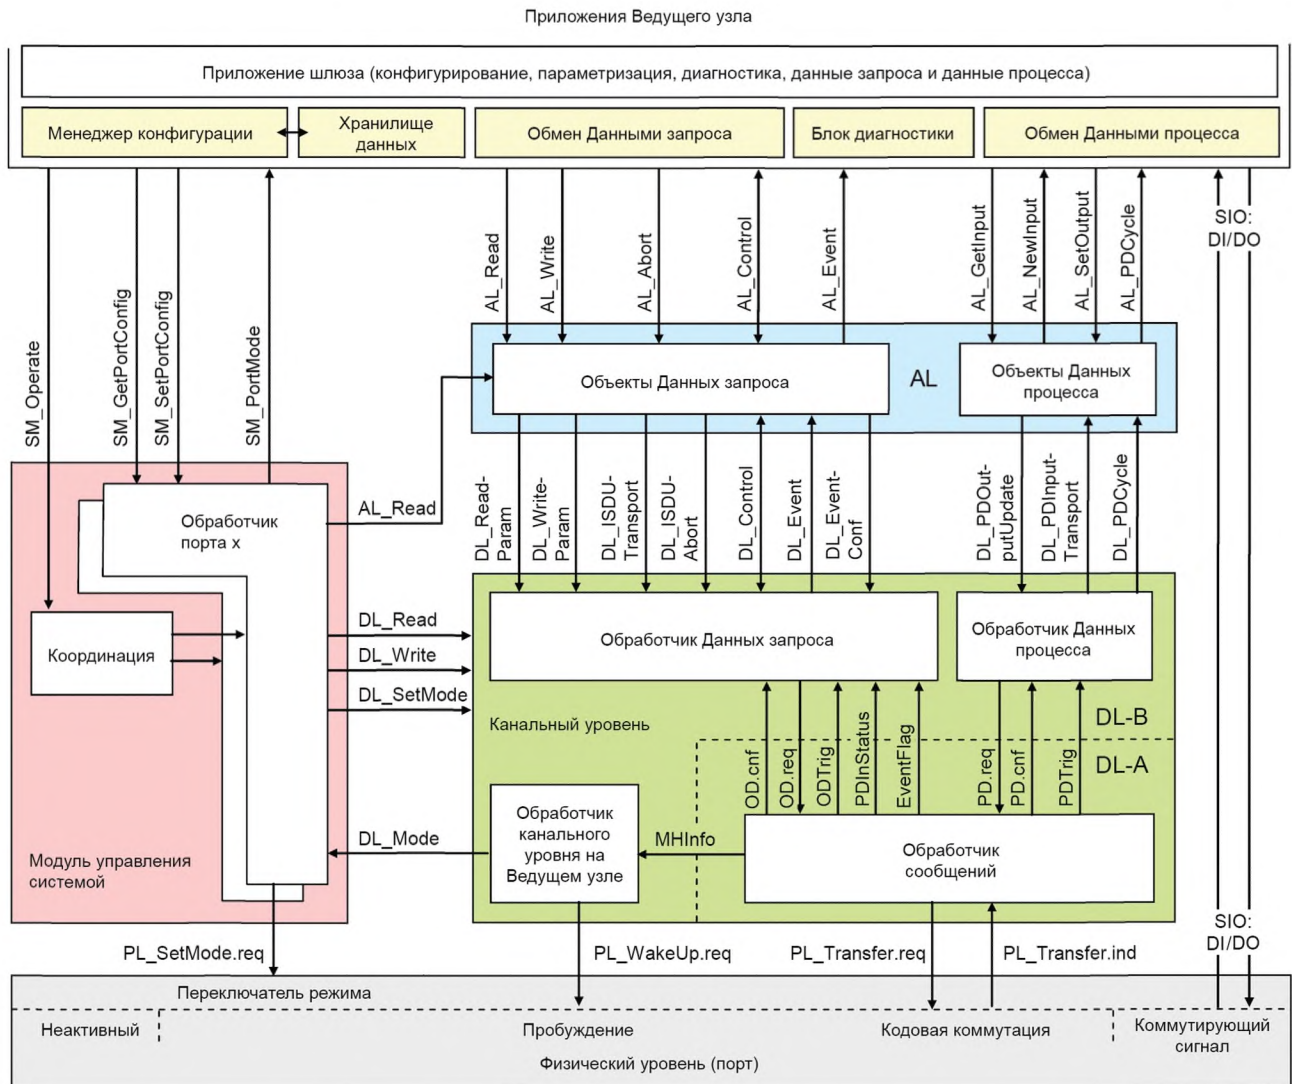 Приложения Ведущего узла
Приложение шлюза (конфигурирование, параметризация, диагностика, данные запроса и данные процесса)
Менеджер конфигурации
Хранилище
данных
Обмен Данными запроса
Блок диагностики
Обмен Данными процесса
SM_Operate
SM_GetPortConfig
SM_SetPortConfig
SM_PortMode
AL_Read
AL_Write
AL_Abort
AL_Control
AL_Event
AL_GetInput
AL_NewInput
AL_SetOutput
AL_PDCycle
SIO:
DI/DO
Объекты Данных запроса
AL
Объекты Данных
процесса
AL_Read
DL_Read-
Param
DL_Write-
Param
DL_ISDU-
Transport
DL_ISDU-
Abort
DL_Control
DL_Event
DL_Event-
Conf
DL_PDOut-
putUpdate
DL_PDInput-
Transport
DL_PDCycle
Обработчик
порта x
Координация
DL_Read
DL_Write
DL_SetMode
Обработчик Данных запроса
Обработчик Данных
процесса
Канальный уровень
DL-B
DL-A
OD.cnf
OD.req
ODTrig
PDInStatus
EventFlag
PD.req
PD.cnf
PDTrig
Модуль управления
системой
DL_Mode
Обработчик
канального
уровня на
Ведущем узле
MHInfo
Обработчик
сообщений
SIO:
DI/DO
PL_SetMode.req
PL_WakeUp.req
PL_Transfer.req
PL_Transfer.ind
Переключатель режима
Неактивный
Пробуждение
Кодовая коммутация
Коммутирующий
сигнал
Физический уровень (порт)